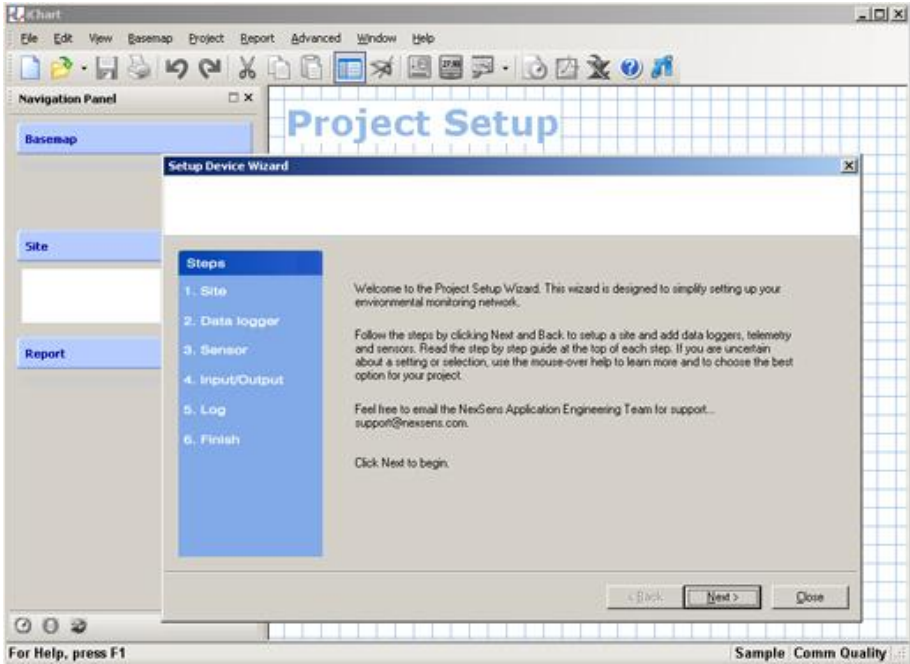 iChart
File Edit View Basemap Project Report Advanced Window Help
Navigation Panel
Project Setup
Basemap
Setup Device Wizard
Site
Report
Steps
1. Site
2. Data logger
3. Sensor
4. Input/Output
5. Log
6. Finish
Welcome to the Project Setup Wizard. This wizard is designed to simplify setting up your
environmental monitoring network.
Follow the steps by clicking Next and Back to setup a site and add data loggers, telemetry
and sensors. Read the step by step guide at the top of each step. If you are uncertain
about a setting or selection, use the mouse-over help to learn more and to choose the best
option for your project.
Feel free to email the NexSens Application Engineering Team for support...
support@nexsens.com.
Click Next to begin.
< Back Next > Close
For Help, press F1
Sample Comm Quality